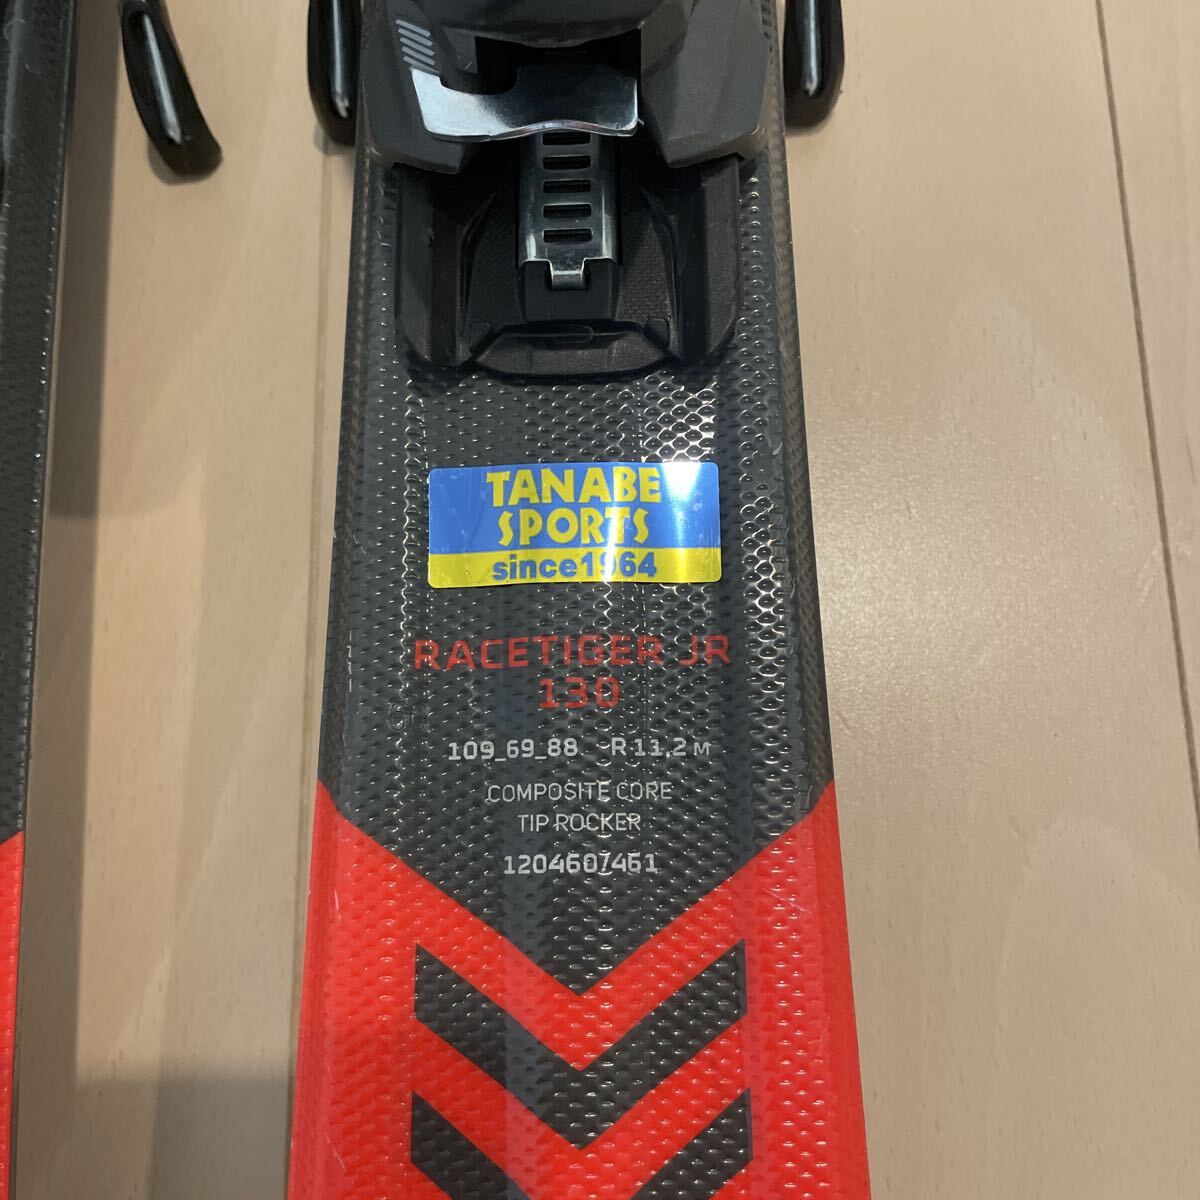 TANABE
SPORTS
since1964
RACETIGER JR
130
109_69_88 R 11,2 M
COMPOSITE CORE
TIP ROCKER
1204607461